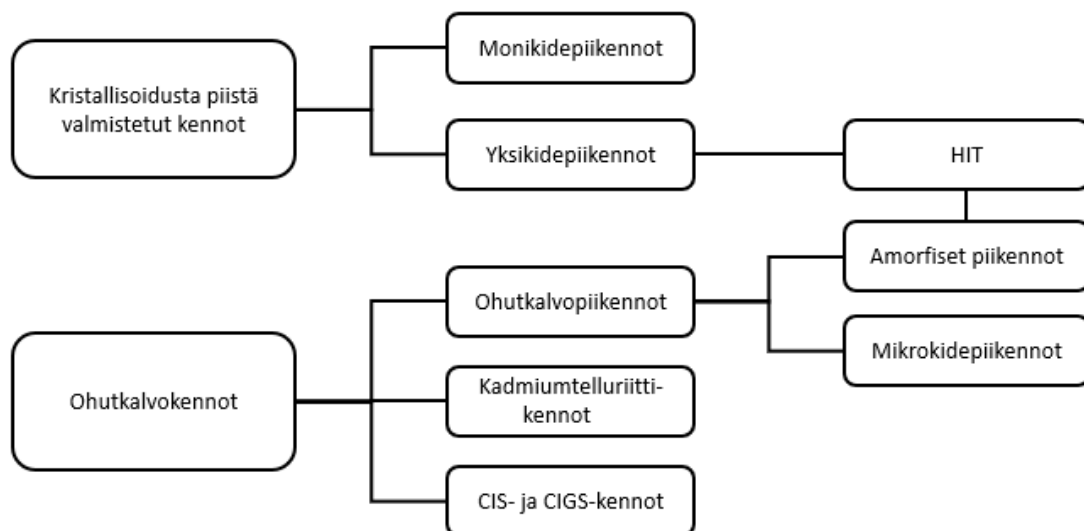 Kristallisoidusta piistä
valmistetut kennot
Monikidepiikennot
Yksikidepiikennot
HIT
Ohutkalvokennot
Ohutkalvopiikennot
Amorfiset piikennot
Mikrokidepiikennot
Kadmiumtelluriitti-
kennot
CIS- ja CIGS-kennot